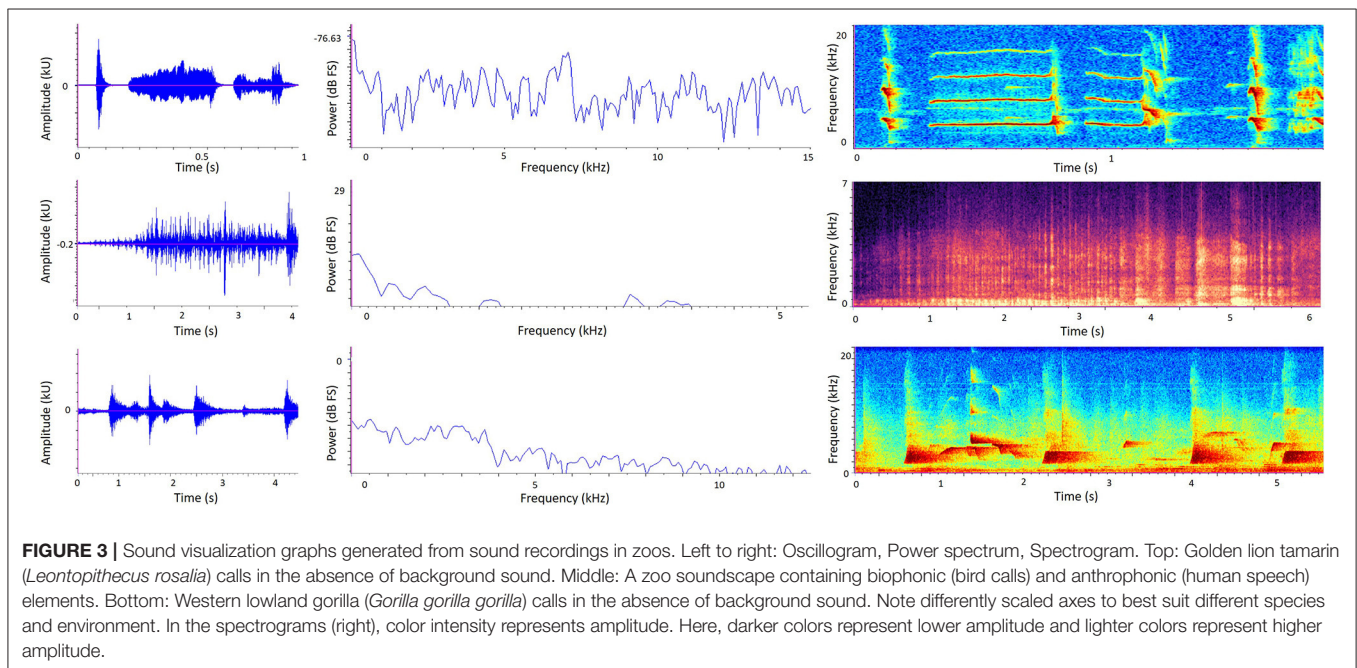 Amplitude (kU)
0
0
0.5
1
Time (s)
-76.63
Power (dB FS)
0
5
10
15
Frequency (kHz)
20
Frequency (kHz)
0
0
1
Time (s)
Amplitude (kU)
-0.2
0
1
2
3
4
Time (s)
29
Power (dB FS)
0
5
Frequency (kHz)
7
Frequency (kHz)
0
0
1
2
3
4
5
6
Time (s)
Amplitude (kU)
0
1
2
3
4
Time (s)
0
Power (dB FS)
0
5
10
Frequency (kHz)
20
Frequency (kHz)
0
0
1
2
3
4
5
Time (s)
FIGURE 3 | Sound visualization graphs generated from sound recordings in zoos. Left to right: Oscillogram, Power spectrum, Spectrogram. Top: Golden lion tamarin
(Leontopithecus rosalia) calls in the absence of background sound. Middle: A zoo soundscape containing biophonic (bird calls) and anthrophonic (human speech)
elements. Bottom: Western lowland gorilla (Gorilla gorilla gorilla) calls in the absence of background sound. Note differently scaled axes to best suit different species
and environment. In the spectrograms (right), color intensity represents amplitude. Here, darker colors represent lower amplitude and lighter colors represent higher
amplitude.